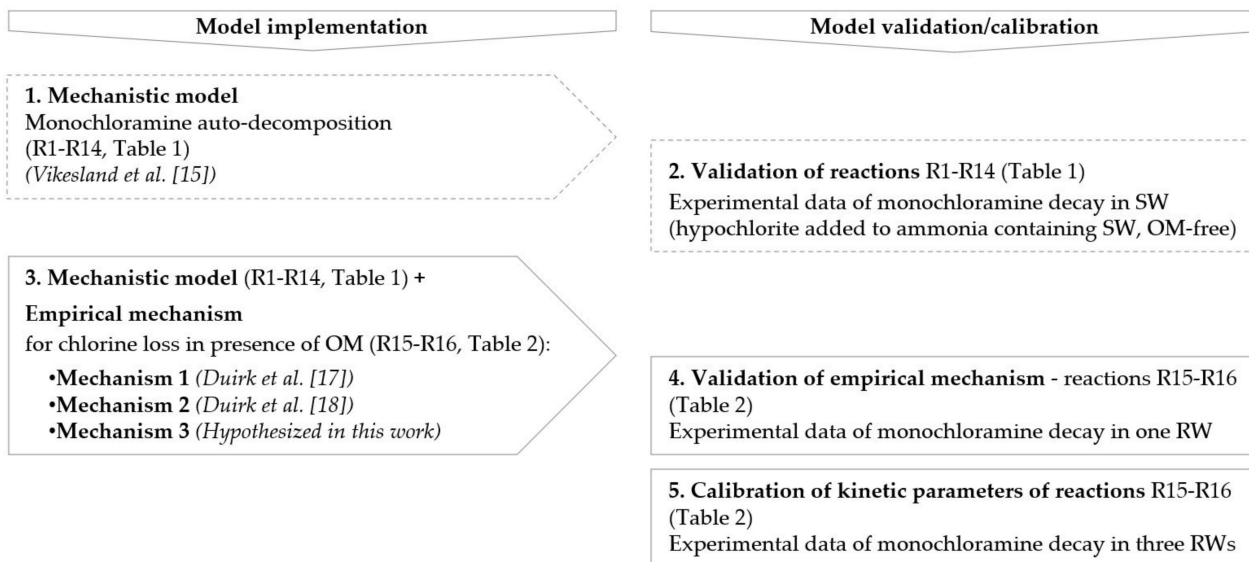 Model implementation
Model validation/calibration
1. Mechanistic model
Monochloramine auto-decomposition
(R1-R14, Table 1)
(Vikesland et al. [15])
2. Validation of reactions R1-R14 (Table 1)
Experimental data of monochloramine decay in SW
(hypochlorite added to ammonia containing SW, OM-free)
3. Mechanistic model (R1-R14, Table 1) +
Empirical mechanism
for chlorine loss in presence of OM (R15-R16, Table 2):
•Mechanism 1 (Duirk et al. [17])
•Mechanism 2 (Duirk et al. [18])
•Mechanism 3 (Hypothesized in this work)
4. Validation of empirical mechanism - reactions R15-R16
(Table 2)
Experimental data of monochloramine decay in one RW
5. Calibration of kinetic parameters of reactions R15-R16
(Table 2)
Experimental data of monochloramine decay in three RWs